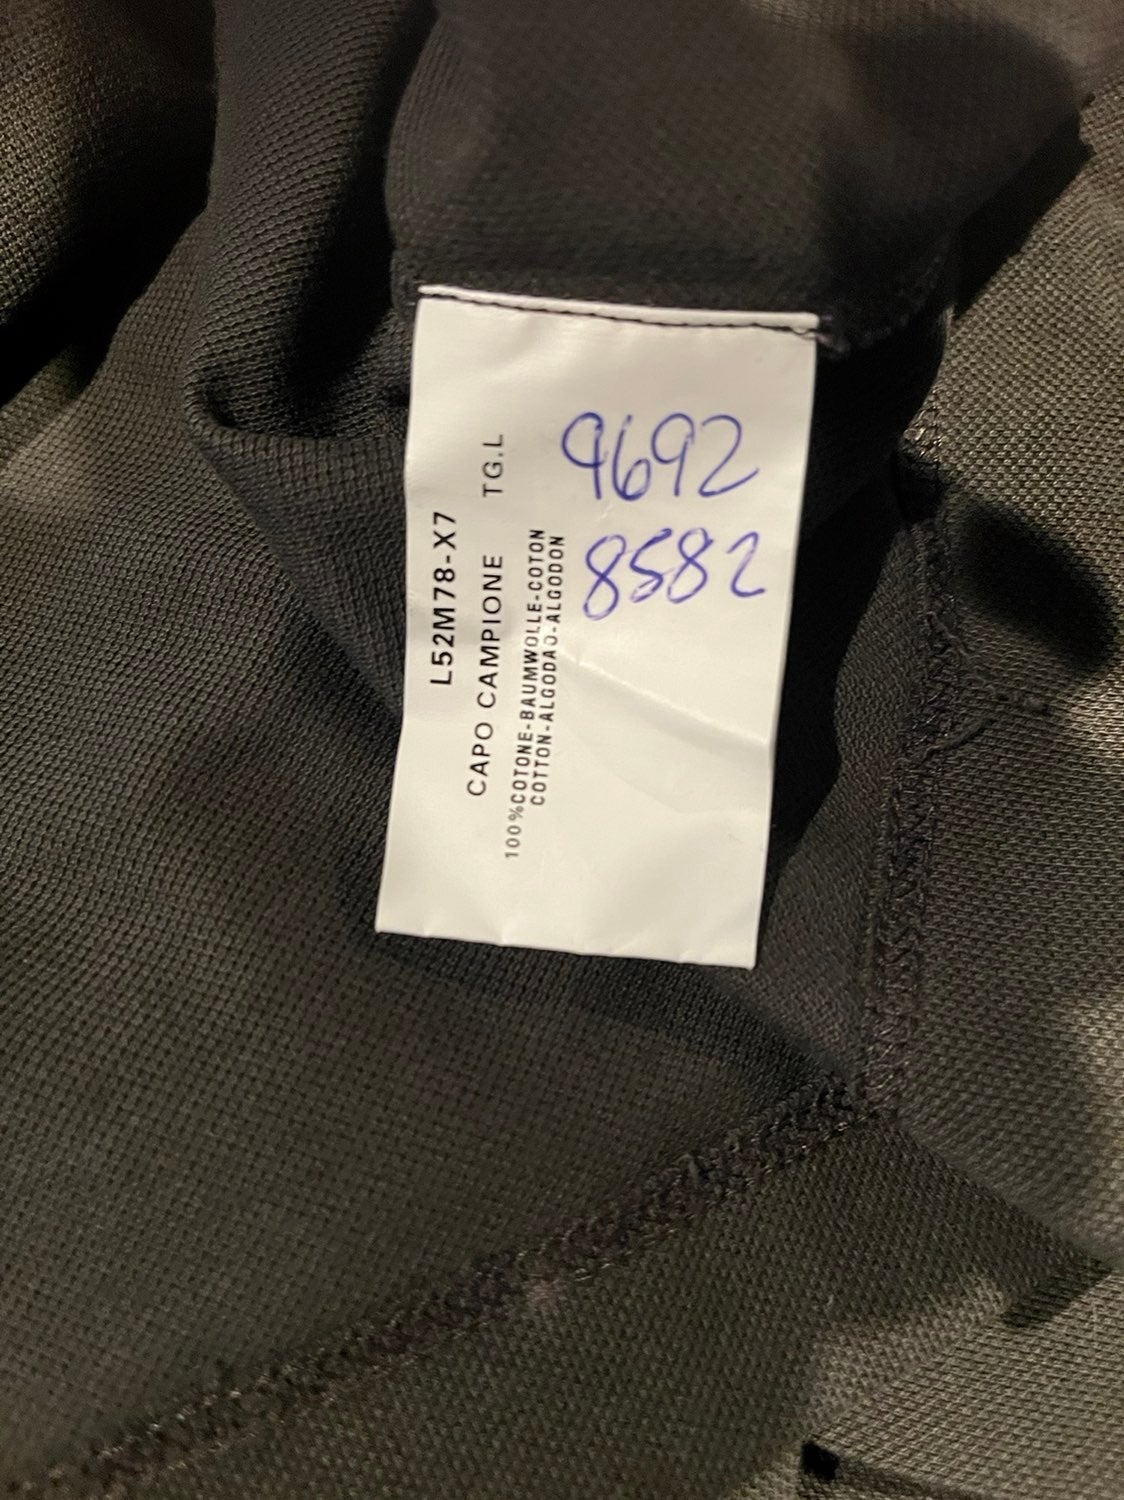 L52M78-X7
CAPO CAMPIONE TG.L
100%COTONE-BAUMWOLLE-COTON
COTTON-ALGODAO-ALGODON
9692
8582